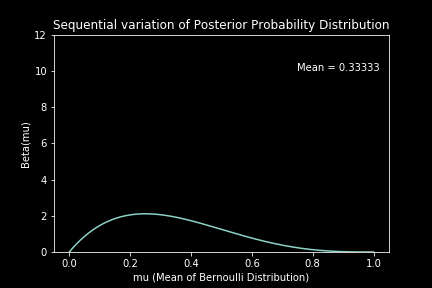 Sequential variation of Posterior Probability Distribution
12
10
8
6
4
2
0
Beta(mu)
Mean = 0.33333
0.0 0.2 0.4 0.6 0.8 1.0
mu (Mean of Bernoulli Distribution)